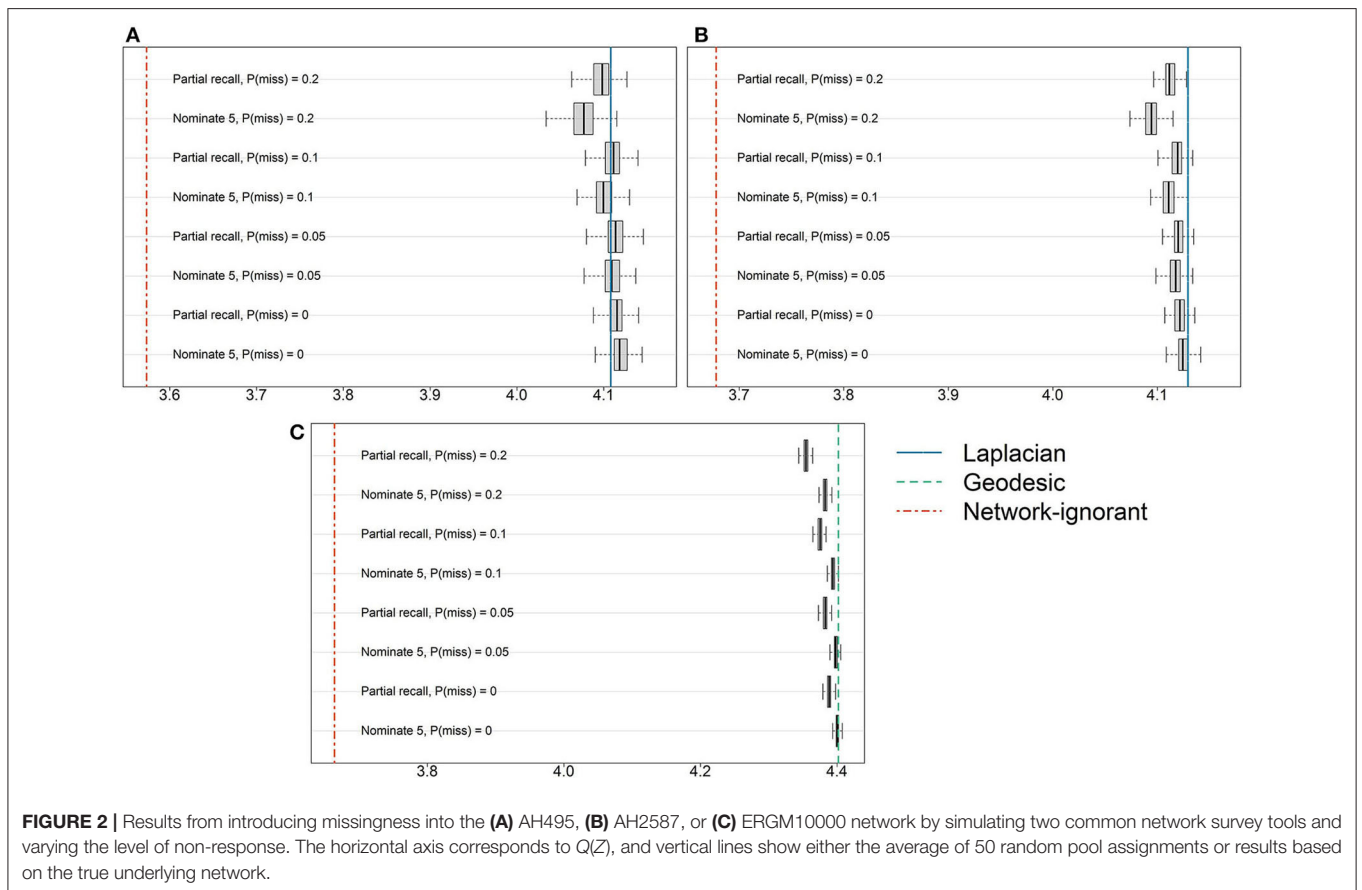 A
Partial recall, P(miss) = 0.2
Nominate 5, P(miss) = 0.2
Partial recall, P(miss) = 0.1
Nominate 5, P(miss) = 0.1
Partial recall, P(miss) = 0.05
Nominate 5, P(miss) = 0.05
Partial recall, P(miss) = 0
Nominate 5, P(miss) = 0
3.6 3.7 3.8 3.9 4.0 4.1
B
Partial recall, P(miss) = 0.2
Nominate 5, P(miss) = 0.2
Partial recall, P(miss) = 0.1
Nominate 5, P(miss) = 0.1
Partial recall, P(miss) = 0.05
Nominate 5, P(miss) = 0.05
Partial recall, P(miss) = 0
Nominate 5, P(miss) = 0
3.7 3.8 3.9 4.0 4.1
C
Partial recall, P(miss) = 0.2
Nominate 5, P(miss) = 0.2
Partial recall, P(miss) = 0.1
Nominate 5, P(miss) = 0.1
Partial recall, P(miss) = 0.05
Nominate 5, P(miss) = 0.05
Partial recall, P(miss) = 0
Nominate 5, P(miss) = 0
3.8 4.0 4.2 4.4
Laplacian
Geodesic
Network-ignorant
FIGURE 2 | Results from introducing missingness into the (A) AH495, (B) AH2587, or (C) ERGM10000 network by simulating two common network survey tools and
varying the level of non-response. The horizontal axis corresponds to Q(Z), and vertical lines show either the average of 50 random pool assignments or results based
on the true underlying network.